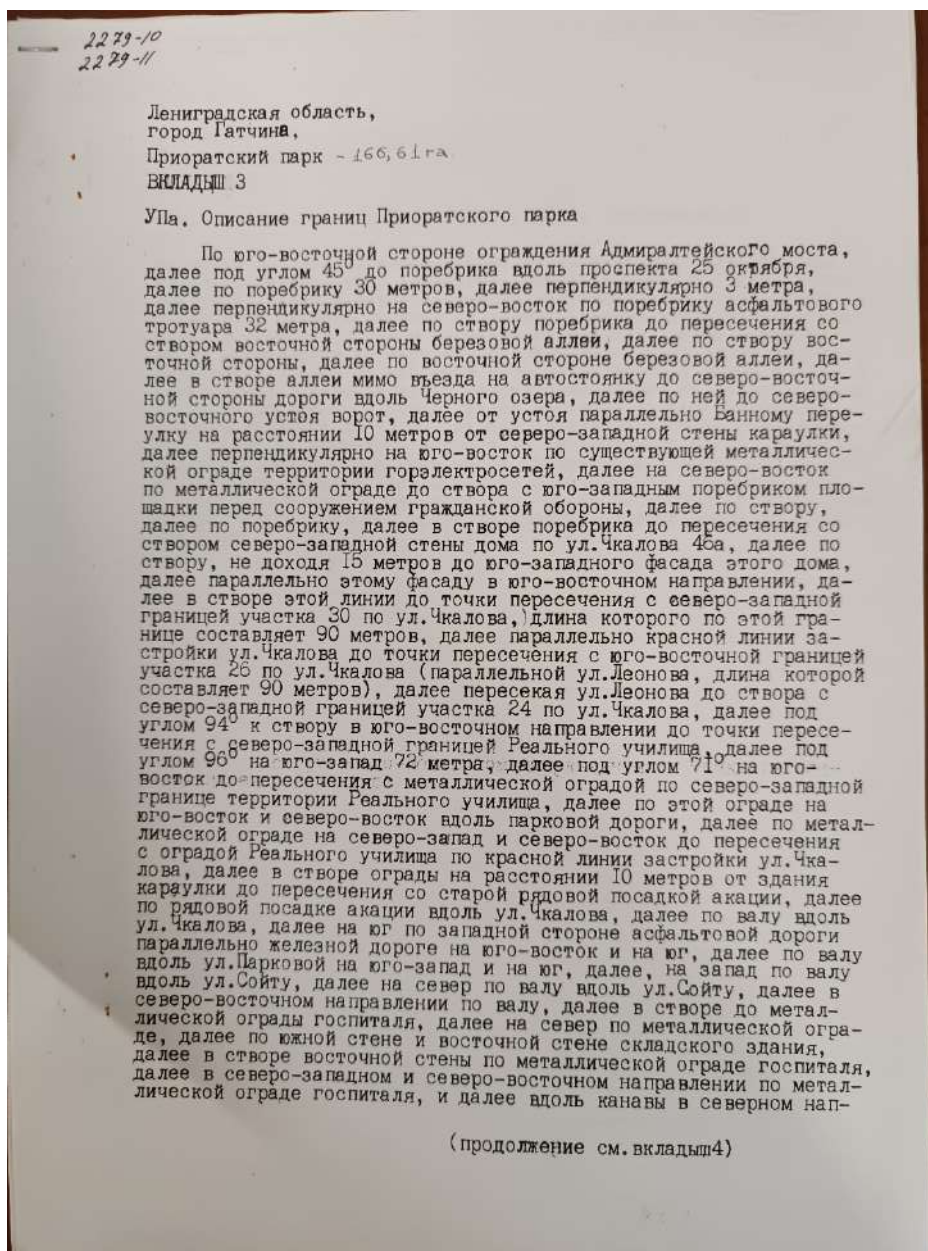 2279-10
2279-11
Лениградская область,
город Гатчина,
Приоратский парк - 166,61 га
ВКЛАДЫШ 3
УПа. Описание границ Приоратского парка
По юго-восточной стороне ограждения Адмиралтейского моста,
далее под углом 45° до поребрика вдоль проспекта 25 октября,
далее по поребрику 30 метров, далее перпендикулярно 3 метра,
далее перпендикулярно на северо-восток по поребрику асфальтового
тротуара 32 метра, далее по створу поребрика до пересечения со
створом восточной стороны березовой аллеи, далее по створу вос-
точной стороны, далее по восточной стороне березовой аллеи, да-
лее в створе аллеи мимо въезда на автостоянку до северо-восточ-
ной стороны дороги вдоль Черного озера, далее по ней до северо-
восточного устоя ворот, далее от устоя параллельно Банному пере-
улку на расстоянии 10 метров от северо-западной стены караулки,
далее перпендикулярно на юго-восток по существующей металличес-
кой ограде территории горэлектросетей, далее на северо-восток
по металлической ограде до створа с юго-западным поребриком пло-
щадки перед сооружением гражданской обороны, далее по створу,
далее по поребрику, далее в створе поребрика до пересечения со
створом северо-западной стены дома по ул.Чкалова 46а, далее по
створу, не доходя 15 метров до юго-западного фасада этого дома,
далее параллельно этому фасаду в юго-восточном направлении, да-
лее в створе этой линии до точки пересечения с северо-западной
границей участка 30 по ул.Чкалова, длина которого по этой гра-
нице составляет 90 метров, далее параллельно красной линии за-
стройки ул.Чкалова до точки пересечения с юго-восточной границей
участка 26 по ул.Чкалова (параллельной ул.Леонова, длина которой
составляет 90 метров), далее пересекая ул.Леонова до створа с
северо-западной границей участка 24 по ул.Чкалова, далее под
углом 94° к створу в юго-восточном направлении до точки пересе-
чения с северо-западной границей Реального училища, далее под
углом 96° на юго-запад 72 метра, далее под углом 71° на юго-
восток до пересечения с металлической оградой по северо-западной
границе территории Реального училища, далее по этой ограде на
юго-восток и северо-восток вдоль парковой дороги, далее по метал-
лической ограде на северо-запад и северо-восток до пересечения
с оградой Реального училища по красной линии застройки ул.Чка-
лова, далее в створе ограды на расстоянии 10 метров от здания
караулки до пересечения со старой рядовой посадкой акации, далее
по рядовой посадке акации вдоль ул.Чкалова, далее по валу вдоль
ул.Чкалова, далее на юг по западной стороне асфальтовой дороги
параллельно железной дороге на юго-восток и на юг, далее по валу
вдоль ул.Парковой на юго-запад и на юг, далее, на запад по валу
вдоль ул.Сойту, далее на север по валу вдоль ул.Сойту, далее в
северо-восточном направлении по валу, далее в створе до метал-
лической ограды госпиталя, далее на север по металлической огра-
де, далее по южной стене и восточной стене складского здания,
далее в створе восточной стены по металлической ограде госпиталя,
далее в северо-западном и северо-восточном направлении по метал-
лической ограде госпиталя, и далее вдоль канавы в северном нап-
(продолжение см.вкладыш4)